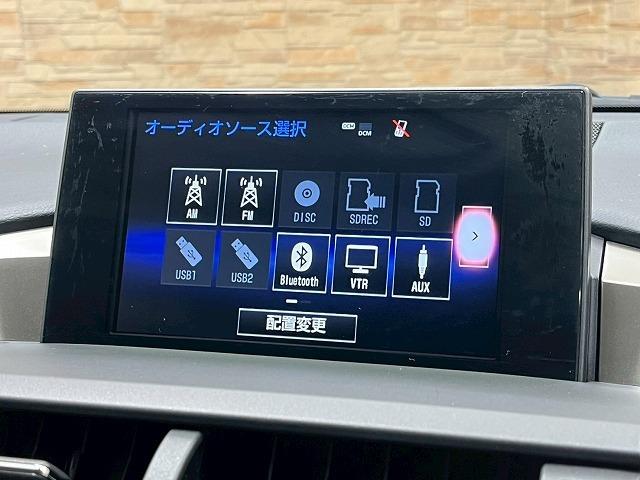 オーディオソース選択
DCM DCM
AM FM DISC SDREC SD
USB1 USB2 Bluetooth VTR AUX
配置変更